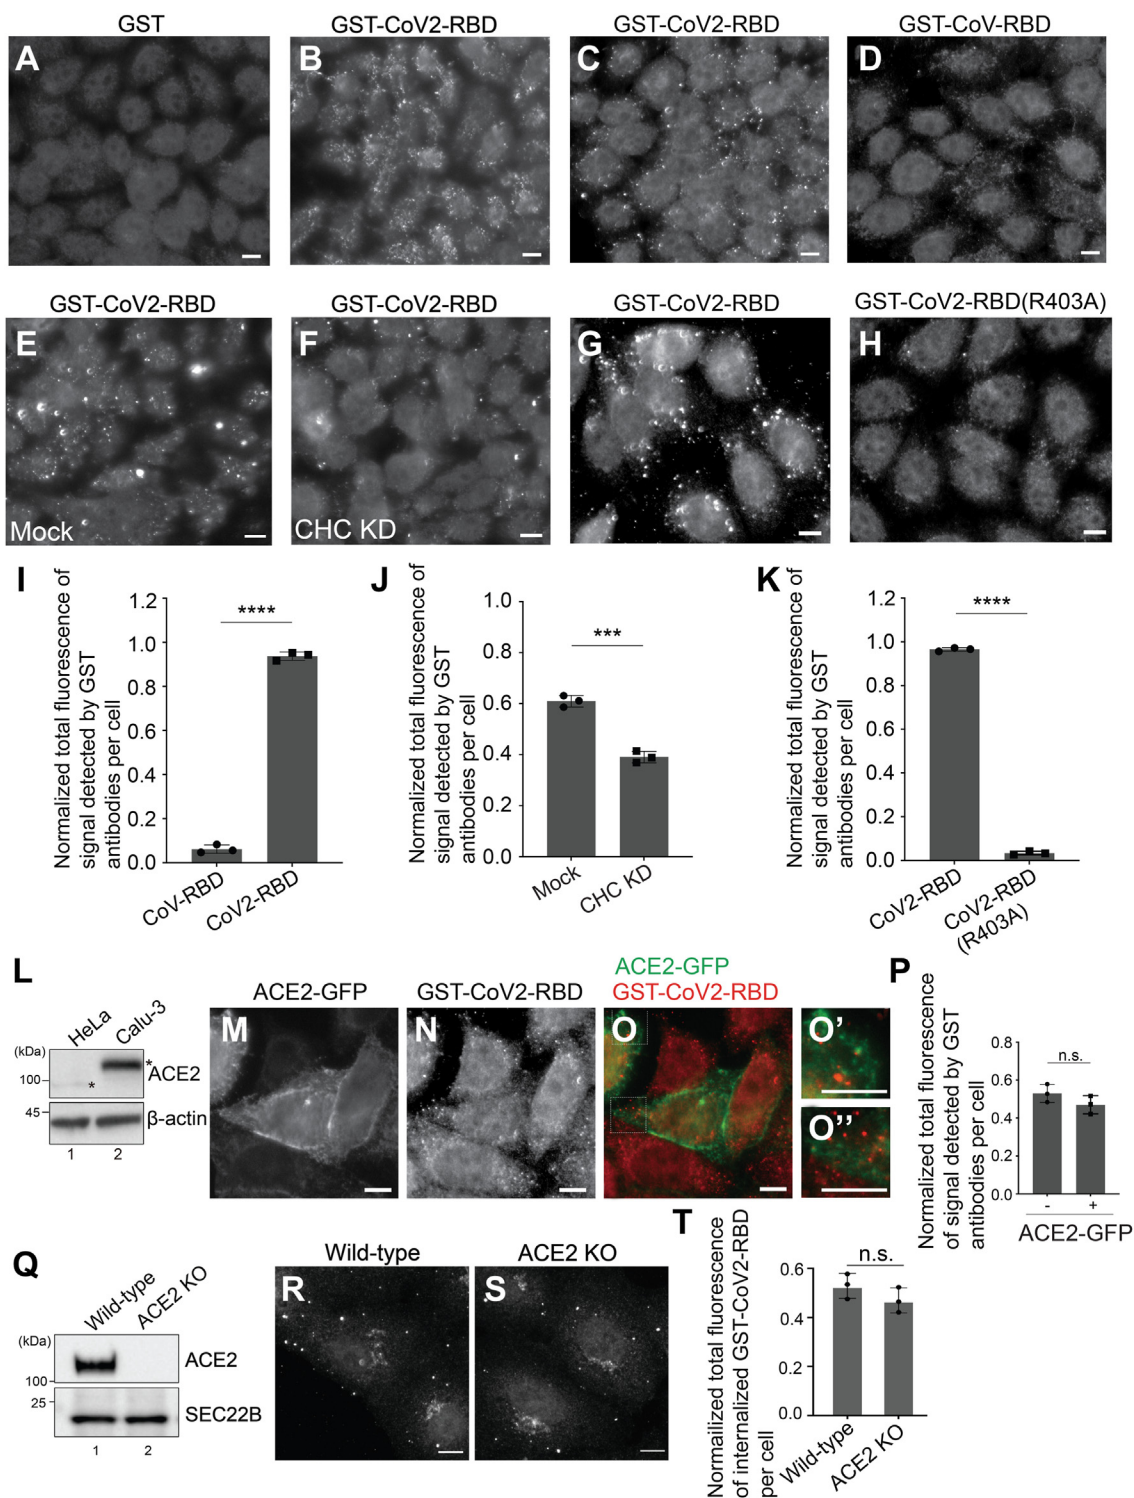 GST
GST-CoV2-RBD
GST-CoV2-RBD
GST-CoV-RBD
A
B
C
D
GST-CoV2-RBD
GST-CoV2-RBD
GST-CoV2-RBD
GST-CoV2-RBD(R403A)
E
F
G
H
Mock
CHC KD
I
Normalized total fluorescence of
signal detected by GST
antibodies per cell
1.2
1.0
0.8
0.6
0.4
0.2
0.0
****
CoV-RBD
CoV2-RBD
J
Normalized total fluorescence of
signal detected by GST
antibodies per cell
1.0
0.8
0.6
0.4
0.2
0.0
***
Mock
CHC KD
K
Normalized total fluorescence of
signal detected by GST
antibodies per cell
1.2
1.0
0.8
0.6
0.4
0.2
0.0
****
CoV2-RBD
CoV2-RBD
(R403A)
L
HeLa
Calu-3
(kDa)
100
*
*
ACE2
45
β-actin
1
2
ACE2-GFP
GST-CoV2-RBD
ACE2-GFP
GST-CoV2-RBD
M
N
O
O’
O’’
P
Normalized total fluorescence
of signal detected by GST
antibodies per cell
0.8
0.6
0.4
0.2
0.0
n.s.
-
+
ACE2-GFP
Q
Wild-type
ACE2 KO
(kDa)
ACE2
100
25
SEC22B
1
2
Wild-type
ACE2 KO
R
S
T
Normailized total fluorescence
of internalized GST-CoV2-RBD
per cell
0.6
0.4
0.2
0.0
n.s.
Wild-type
ACE2 KO